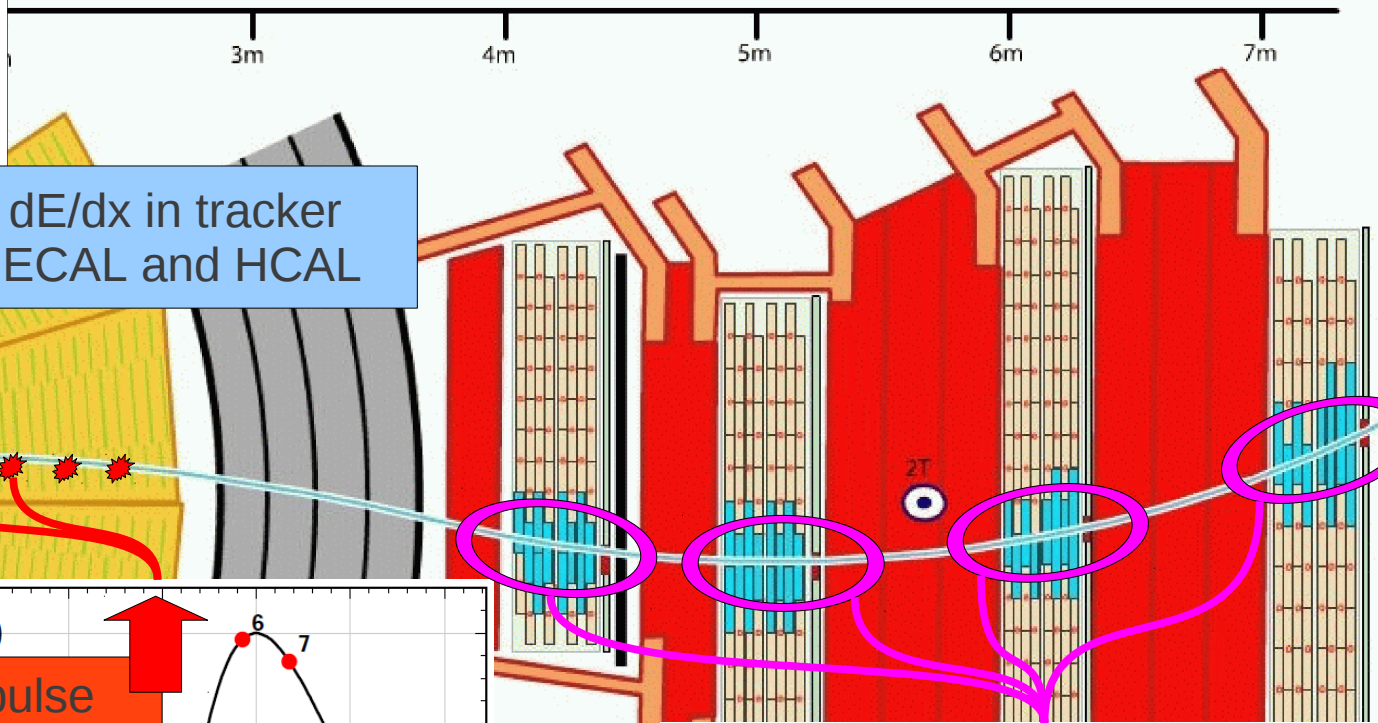 3m
4m
5m
6m
7m
dE/dx in tracker
ECAL and HCAL
2T
6
7
pulse